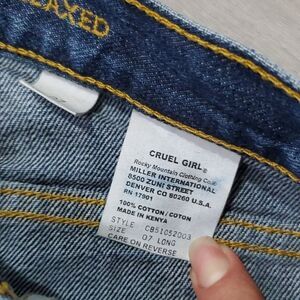 RELAXED
CRUEL GIRL®
Rocky Mountain Clothing Co.®
MILLER INTERNATIONAL
8500 ZUNI STREET
DENVER CO 80260 U.S.A.
RN 17901
100% COTTON / COTON
MADE IN KENYA
STYLE CB51052003
SIZE 07 LONG
CARE ON REVERSE